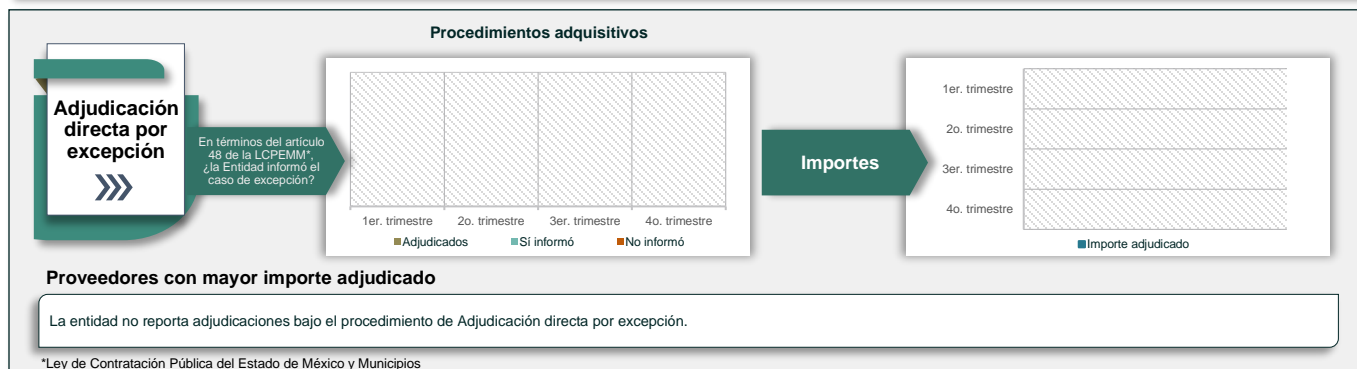 Procedimientos adquisitivos
Adjudicación
directa por
excepción
En términos del artículo
48 de la LCPEMM*,
¿la Entidad informó el
caso de excepción?
1er. trimestre
2o. trimestre
3er. trimestre
4o. trimestre
Adjudicados
Sí informó
No informó
Importes
1er. trimestre
2o. trimestre
3er. trimestre
4o. trimestre
Importe adjudicado
Proveedores con mayor importe adjudicado
La entidad no reporta adjudicaciones bajo el procedimiento de Adjudicación directa por excepción.
*Ley de Contratación Pública del Estado de México y Municipios